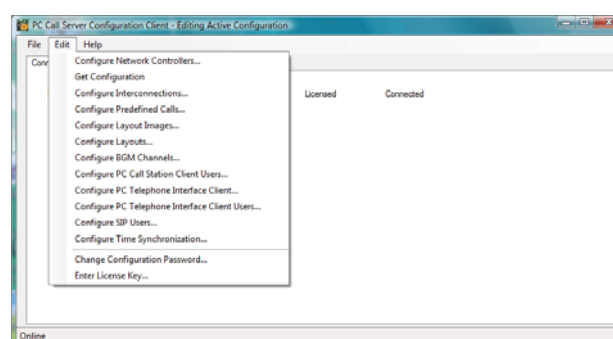 PC Call Server Configuration Client - Editing Active Configuration
File Edit Help
Conn
Licensed Connected
Configure Network Controllers...
Get Configuration
Configure Interconnections...
Configure Predefined Calls...
Configure Layout Images...
Configure Layouts...
Configure BGM Channels...
Configure PC Call Station Client Users...
Configure PC Telephone Interface Client...
Configure PC Telephone Interface Client Users...
Configure SIP Users...
Configure Time Synchronization...
Change Configuration Password...
Enter License Key...
Online